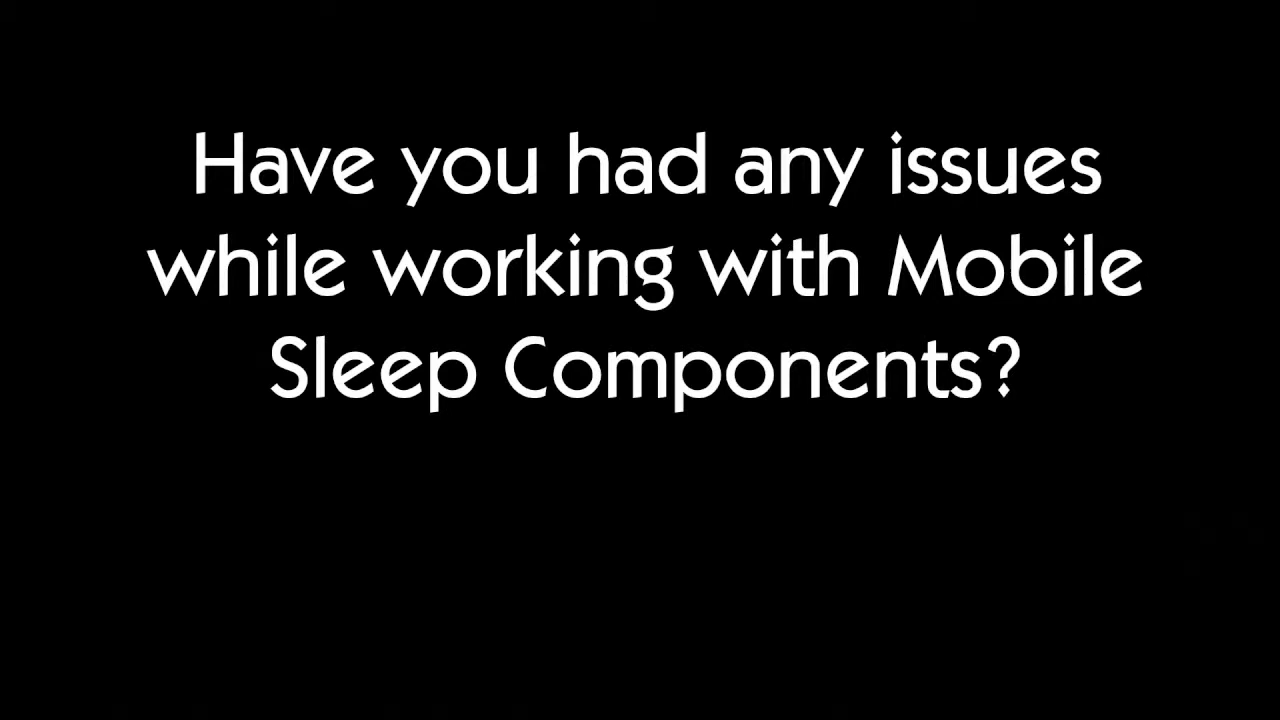 Have you had any issues
while working with Mobile
Sleep Components?